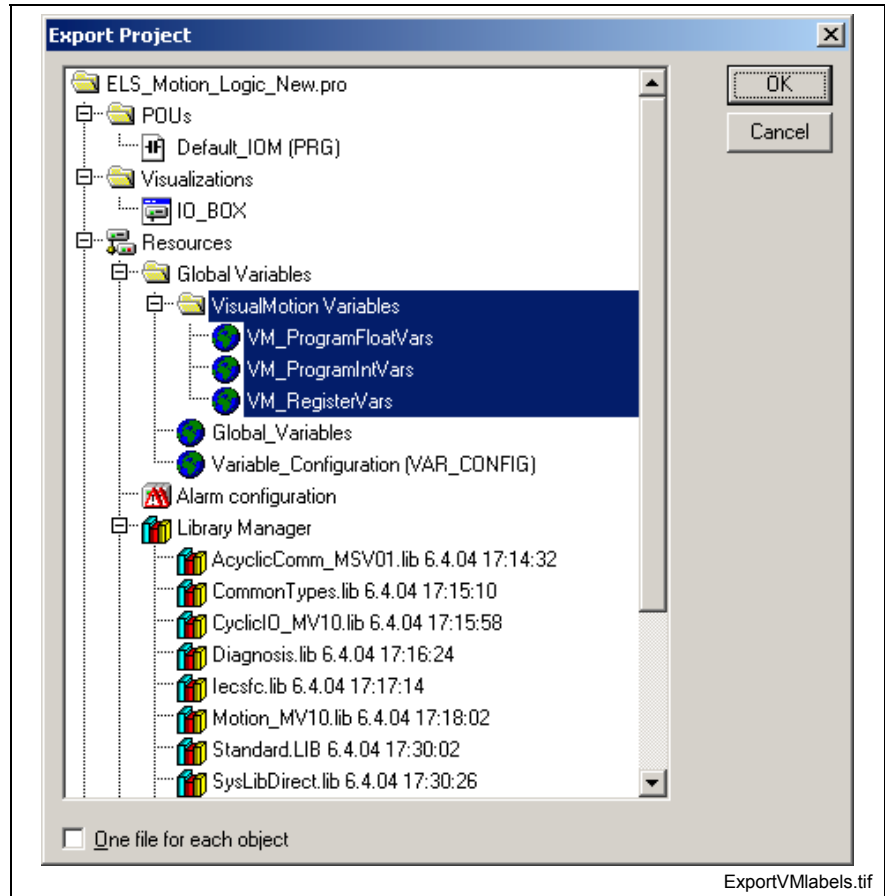 Export Project
ELS_Motion_Logic_New.pro
OK
POUs
Cancel
Default_IOM (PRG)
Visualizations
IO_BOX
Resources
Global Variables
VisualMotion Variables
VM_ProgramFloatVars
VM_ProgramIntVars
VM_RegisterVars
Global_Variables
Variable_Configuration (VAR_CONFIG)
Alarm configuration
Library Manager
AcyclicComm_MSV01.lib 6.4.04 17:14:32
CommonTypes.lib 6.4.04 17:15:10
CyclicIO_MV10.lib 6.4.04 17:15:58
Diagnosis.lib 6.4.04 17:16:24
Iecsfc.lib 6.4.04 17:17:14
Motion_MV10.lib 6.4.04 17:18:02
Standard.LIB 6.4.04 17:30:02
SysLibDirect.lib 6.4.04 17:30:26
One file for each object
ExportVMlabels.tif